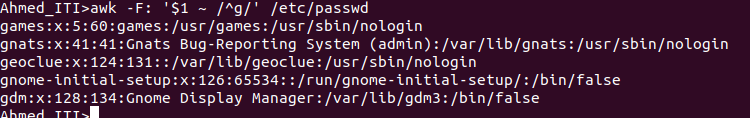 Ahmed_ITI>awk -F: '$1 ~ /^g/' /etc/passwd
games:x:5:60:games:/usr/games:/usr/sbin/nologin
gnats:x:41:41:Gnats Bug-Reporting System (admin):/var/lib/gnats:/usr/sbin/nologin
geoclue:x:124:131::/var/lib/geoclue:/usr/sbin/nologin
gnome-initial-setup:x:126:65534::/run/gnome-initial-setup/:/bin/false
gdm:x:128:134:Gnome Display Manager:/var/lib/gdm3:/bin/false
Ahmed_ITI>